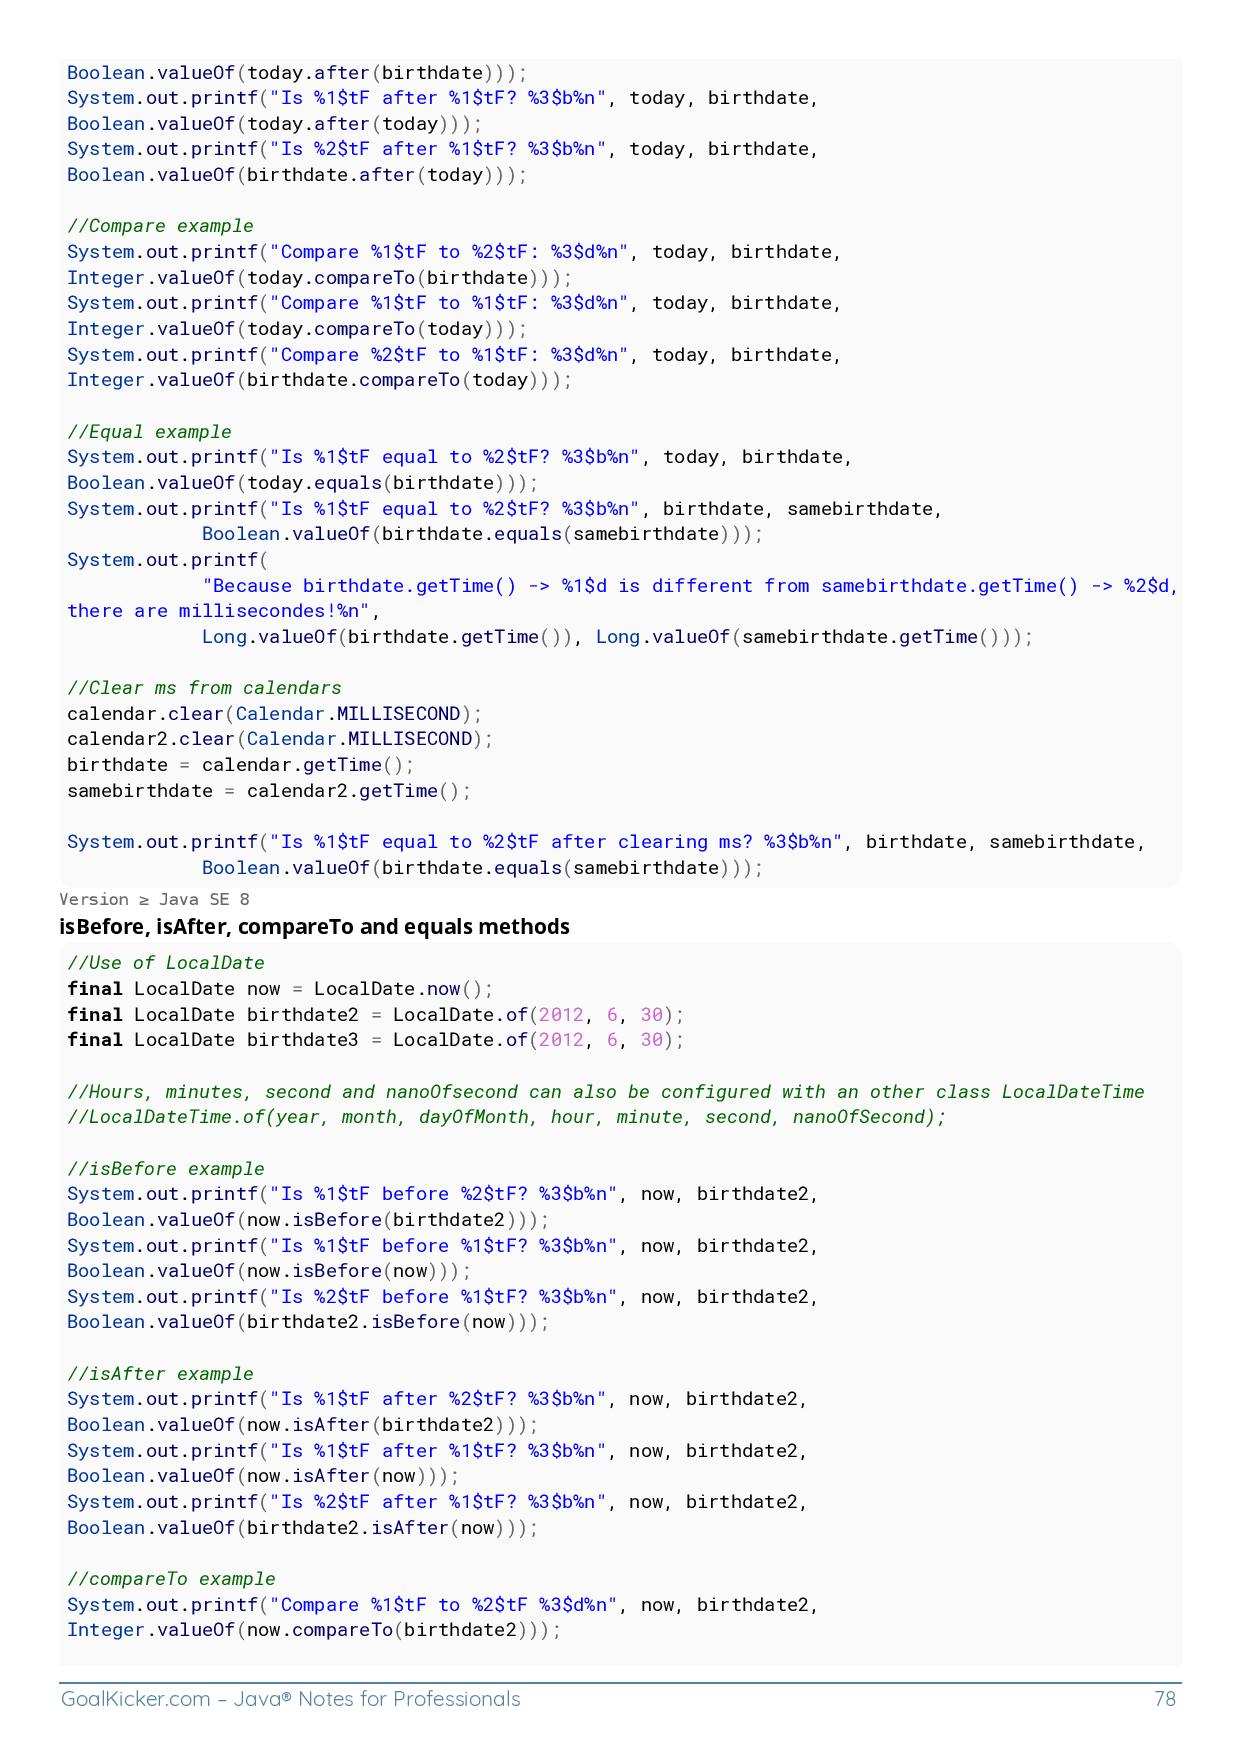 Boolean.valueOf(today.after(birthdate)));
System.out.printf("Is %1$tF after %1$tF? %3$b%n", today, birthdate,
Boolean.valueOf(today.after(today)));
System.out.printf("Is %2$tF after %1$tF? %3$b%n", today, birthdate,
Boolean.valueOf(birthdate.after(today)));

//Compare example
System.out.printf("Compare %1$tF to %2$tF: %3$d%n", today, birthdate,
Integer.valueOf(today.compareTo(birthdate)));
System.out.printf("Compare %1$tF to %1$tF: %3$d%n", today, birthdate,
Integer.valueOf(today.compareTo(today)));
System.out.printf("Compare %2$tF to %1$tF: %3$d%n", today, birthdate,
Integer.valueOf(birthdate.compareTo(today)));

//Equal example
System.out.printf("Is %1$tF equal to %2$tF? %3$b%n", today, birthdate,
Boolean.valueOf(today.equals(birthdate)));
System.out.printf("Is %1$tF equal to %2$tF? %3$b%n", birthdate, samebirthdate,
            Boolean.valueOf(birthdate.equals(samebirthdate)));
System.out.printf(
            "Because birthdate.getTime() -> %1$d is different from samebirthdate.getTime() -> %2$d,
there are millisecondes!%n",
            Long.valueOf(birthdate.getTime()), Long.valueOf(samebirthdate.getTime()));

//Clear ms from calendars
calendar.clear(Calendar.MILLISECOND);
calendar2.clear(Calendar.MILLISECOND);
birthdate = calendar.getTime();
samebirthdate = calendar2.getTime();

System.out.printf("Is %1$tF equal to %2$tF after clearing ms? %3$b%n", birthdate, samebirthdate,
            Boolean.valueOf(birthdate.equals(samebirthdate)));
Version ≥ Java SE 8
isBefore, isAfter, compareTo and equals methods
//Use of LocalDate
final LocalDate now = LocalDate.now();
final LocalDate birthdate2 = LocalDate.of(2012, 6, 30);
final LocalDate birthdate3 = LocalDate.of(2012, 6, 30);

//Hours, minutes, second and nanoOfsecond can also be configured with an other class LocalDateTime
//LocalDateTime.of(year, month, dayOfMonth, hour, minute, second, nanoOfSecond);

//isBefore example
System.out.printf("Is %1$tF before %2$tF? %3$b%n", now, birthdate2,
Boolean.valueOf(now.isBefore(birthdate2)));
System.out.printf("Is %1$tF before %1$tF? %3$b%n", now, birthdate2,
Boolean.valueOf(now.isBefore(now)));
System.out.printf("Is %2$tF before %1$tF? %3$b%n", now, birthdate2,
Boolean.valueOf(birthdate2.isBefore(now)));

//isAfter example
System.out.printf("Is %1$tF after %2$tF? %3$b%n", now, birthdate2,
Boolean.valueOf(now.isAfter(birthdate2)));
System.out.printf("Is %1$tF after %1$tF? %3$b%n", now, birthdate2,
Boolean.valueOf(now.isAfter(now)));
System.out.printf("Is %2$tF after %1$tF? %3$b%n", now, birthdate2,
Boolean.valueOf(birthdate2.isAfter(now)));

//compareTo example
System.out.printf("Compare %1$tF to %2$tF %3$d%n", now, birthdate2,
Integer.valueOf(now.compareTo(birthdate2)));
GoalKicker.com – Java® Notes for Professionals
78